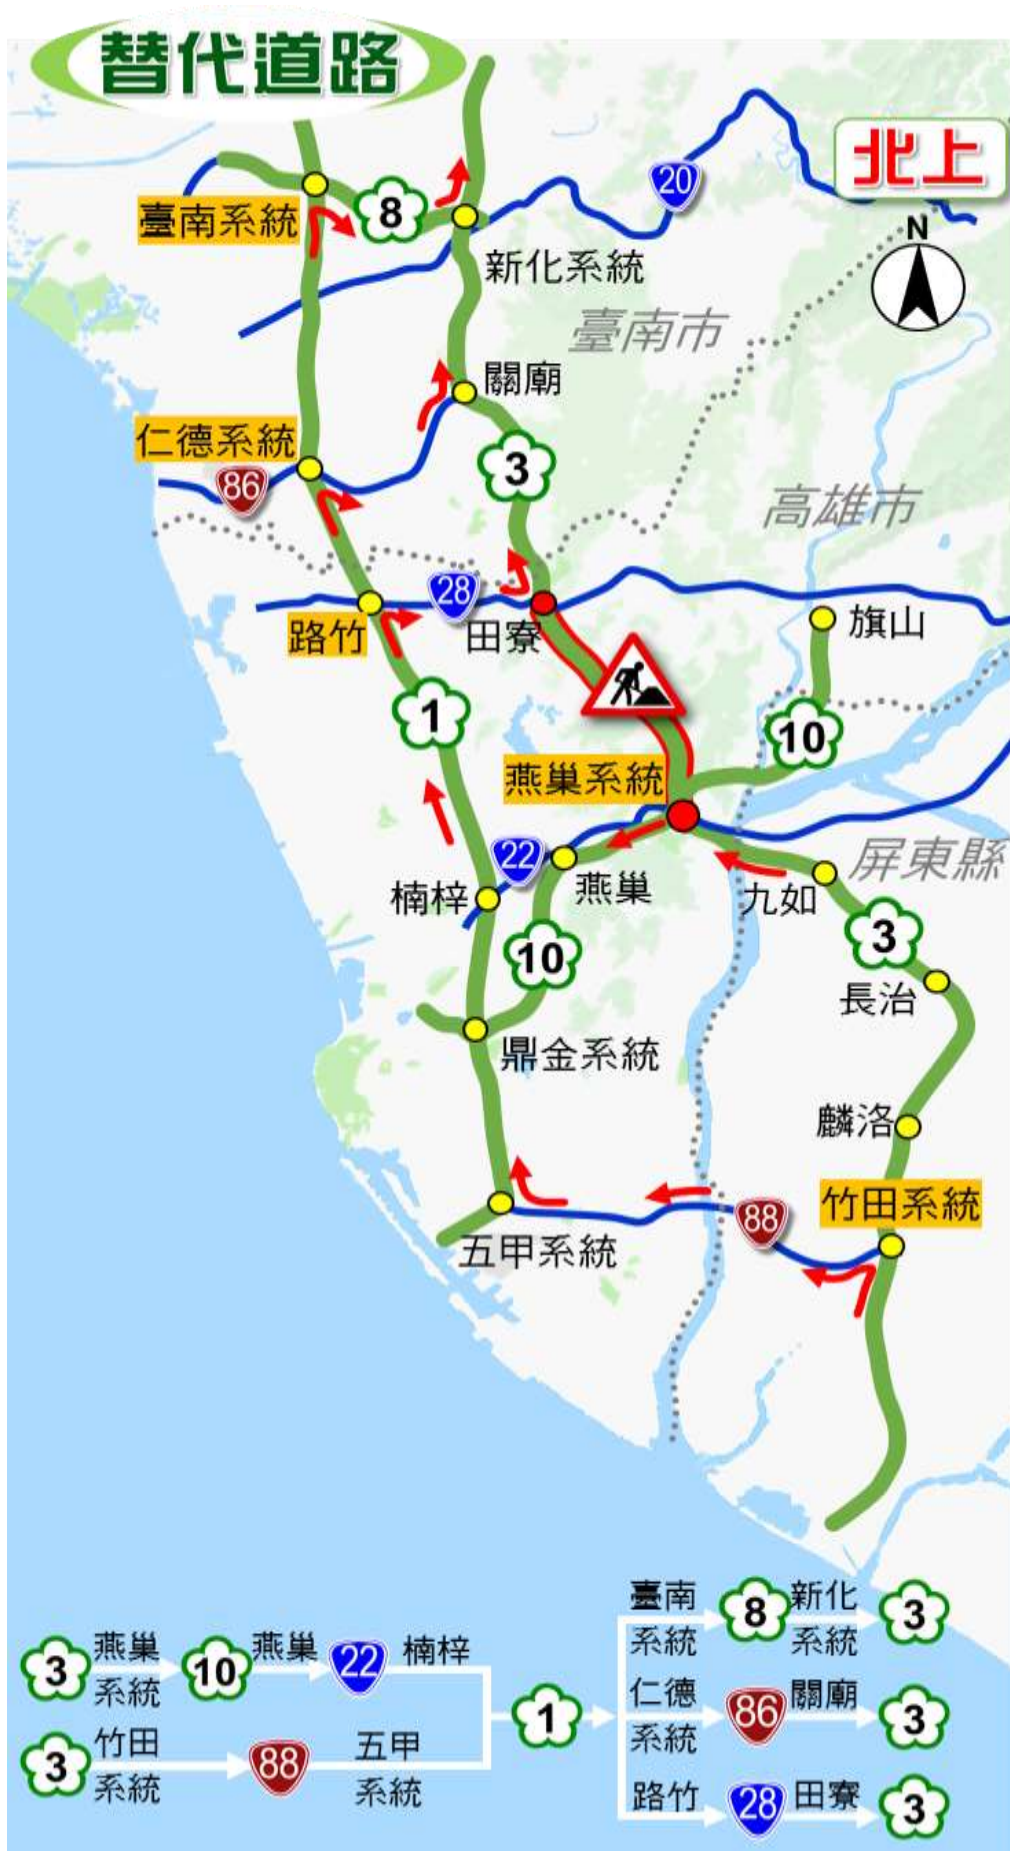 替代道路
北上
N
20
8
臺南系統
新化系統
臺南市
關廟
仁德系統
3
86
高雄市
28
路竹
田寮
旗山
1
10
燕巢系統
22
屏東縣
楠梓
燕巢
九如
10
3
長治
鼎金系統
麟洛
竹田系統
88
五甲系統
3 燕巢系統 10 燕巢 22 楠梓
3 竹田系統 88 五甲系統
1
臺南系統 8 新化系統 3
仁德系統 86 關廟 3
路竹 28 田寮 3